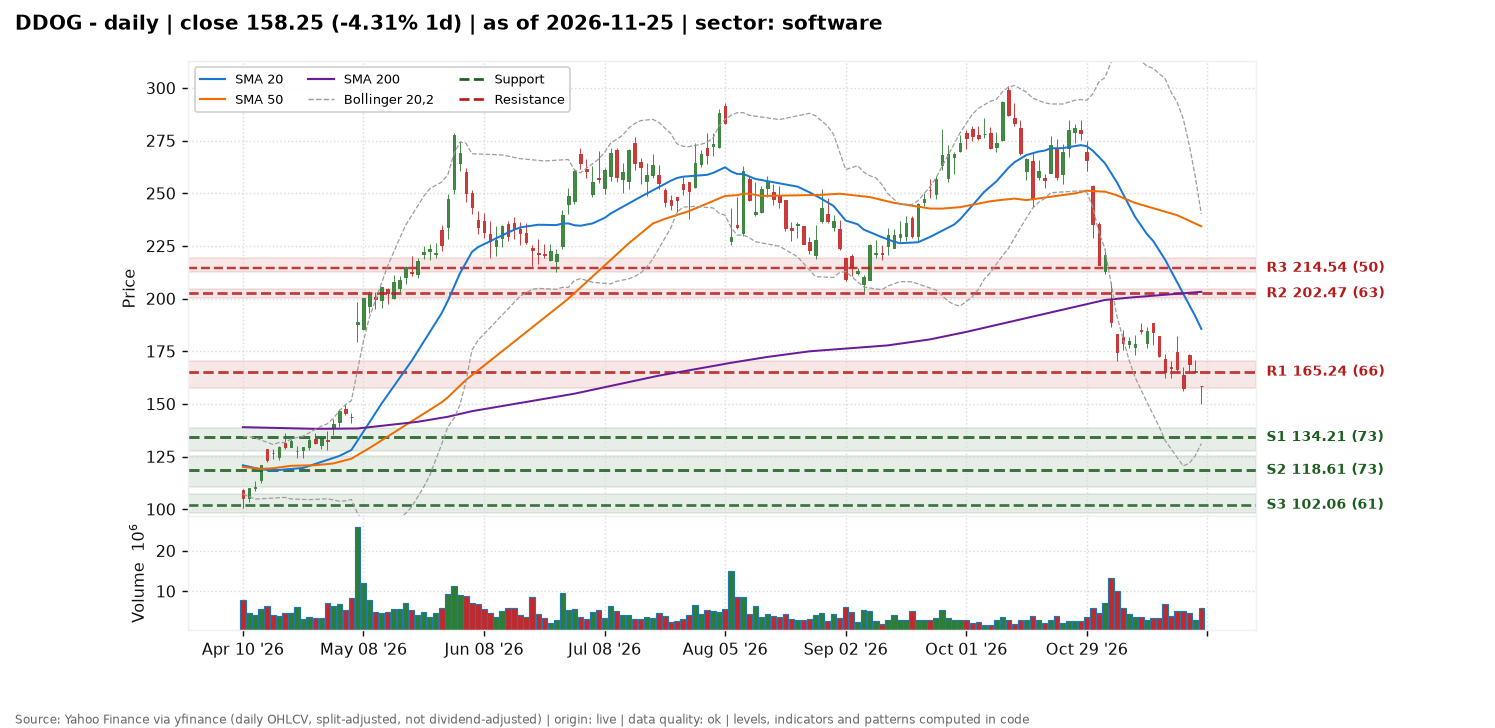 DDOG - daily | close 158.25 (-4.31% 1d) | as of 2026-11-25 | sector: software
SMA 20
SMA 50
SMA 200
Bollinger 20,2
Support
Resistance
Price
300
275
250
225
200
175
150
125
100
R3 214.54 (50)
R2 202.47 (63)
R1 165.24 (66)
S1 134.21 (73)
S2 118.61 (73)
S3 102.06 (61)
Volume 10⁶
20
10
Apr 10 '26
May 08 '26
Jun 08 '26
Jul 08 '26
Aug 05 '26
Sep 02 '26
Oct 01 '26
Oct 29 '26
Source: Yahoo Finance via yfinance (daily OHLCV, split-adjusted, not dividend-adjusted) | origin: live | data quality: ok | levels, indicators and patterns computed in code